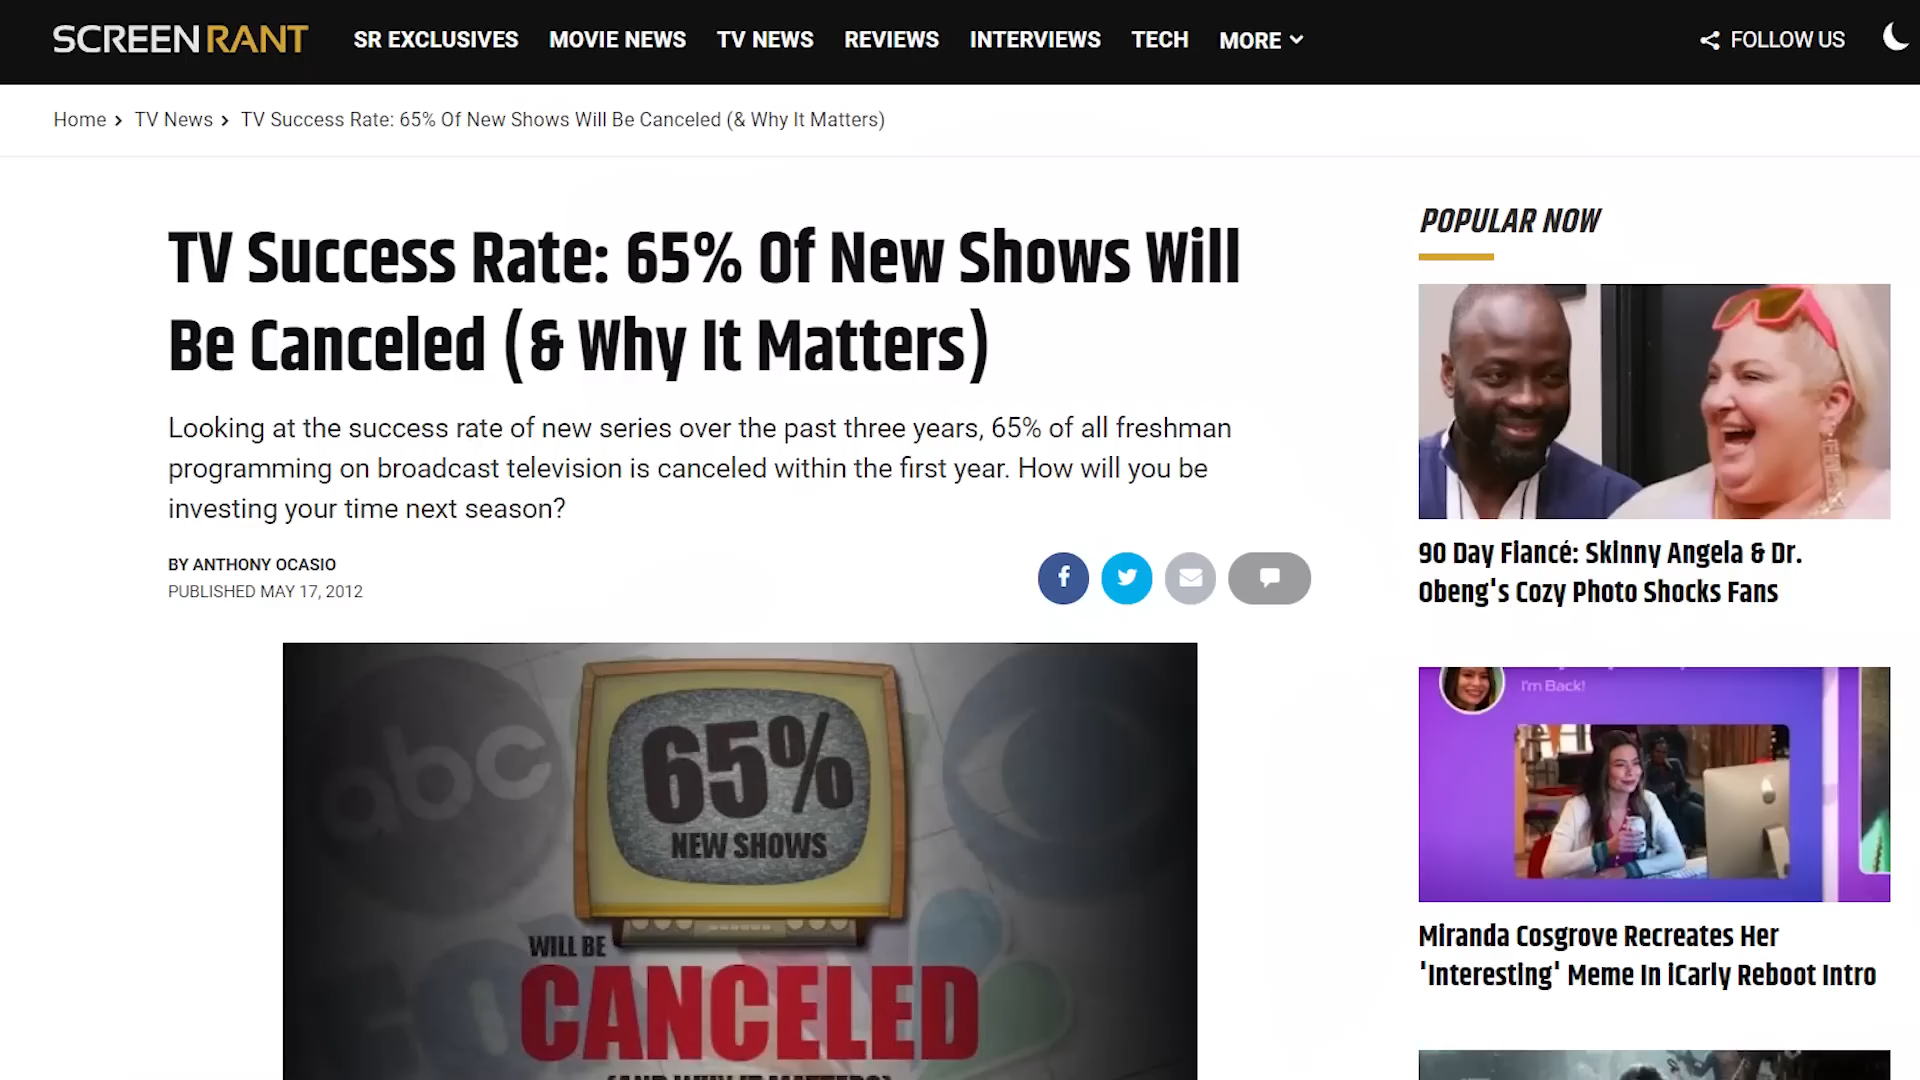 SCREENRANT
SR EXCLUSIVES
MOVIE NEWS
TV NEWS
REVIEWS
INTERVIEWS
TECH
MORE
FOLLOW US
Home > TV News > TV Success Rate: 65% Of New Shows Will Be Canceled (& Why It Matters)
TV Success Rate: 65% Of New Shows Will
Be Canceled (& Why It Matters)
Looking at the success rate of new series over the past three years, 65% of all freshman
programming on broadcast television is canceled within the first year. How will you be
investing your time next season?
BY ANTHONY OCASIO
PUBLISHED MAY 17, 2012
abc
65%
NEW SHOWS
WILL BE
CANCELED
(AND WHY IT MATTERS)
POPULAR NOW
90 Day Fiancé: Skinny Angela & Dr.
Obeng's Cozy Photo Shocks Fans
I'm Back!
Miranda Cosgrove Recreates Her
'Interesting' Meme In iCarly Reboot Intro